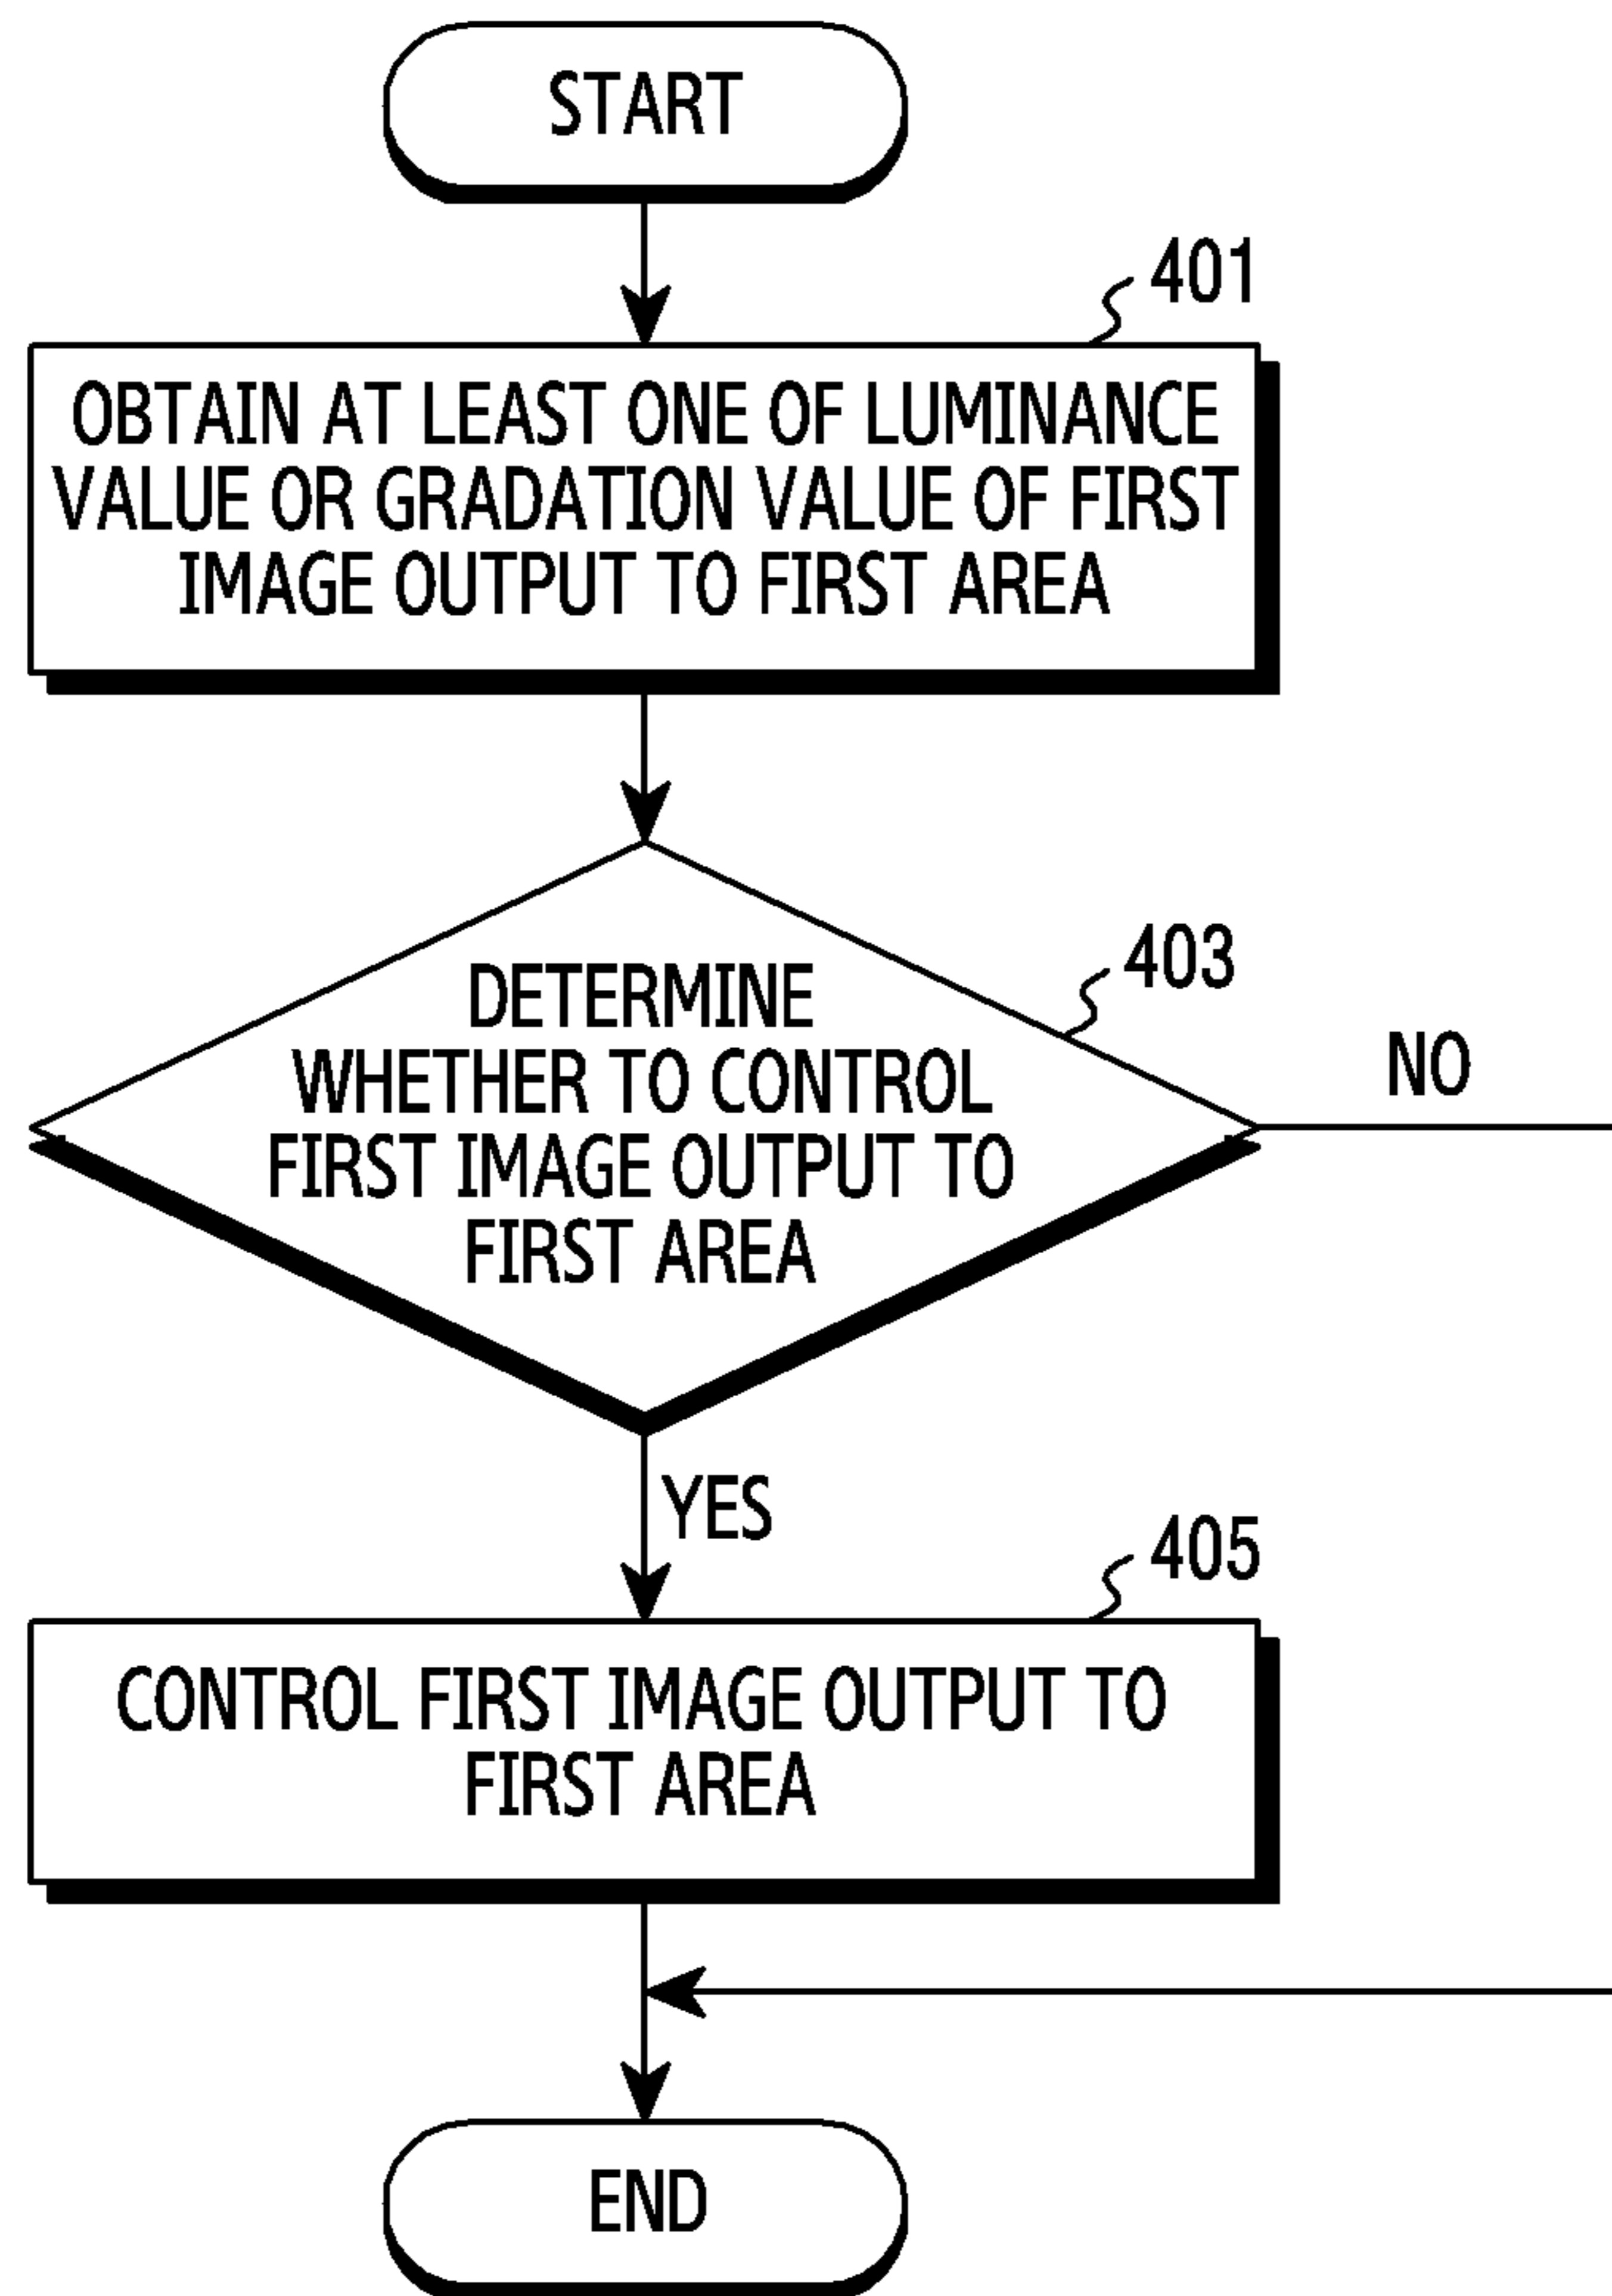 START
401
OBTAIN AT LEAST ONE OF LUMINANCE
VALUE OR GRADATION VALUE OF FIRST
IMAGE OUTPUT TO FIRST AREA
403
DETERMINE
WHETHER TO CONTROL
FIRST IMAGE OUTPUT TO
FIRST AREA
NO
YES
405
CONTROL FIRST IMAGE OUTPUT TO
FIRST AREA
END